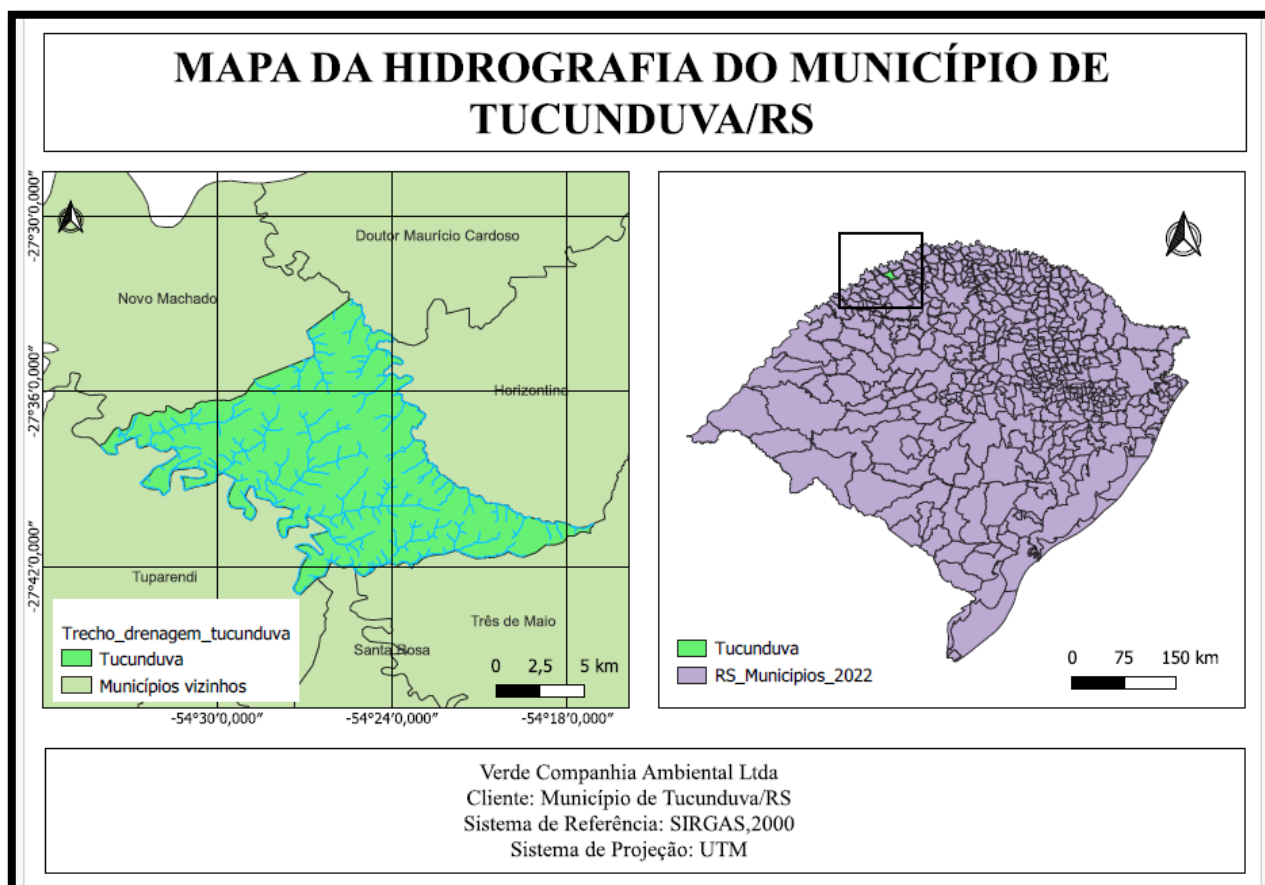 MAPA DA HIDROGRAFIA DO MUNICÍPIO DE
TUCUNDUVA/RS
-27°30'0,000"
-27°36'0,000"
-27°42'0,000"
Doutor Maurício Cardoso
Novo Machado
Horizontina
Tuparendi
Três de Maio
Santa Rosa
Trecho_drenagem_tucunduva
Tucunduva
Municípios vizinhos
0 2,5 5 km
-54°30'0,000"
-54°24'0,000"
-54°18'0,000"
Tucunduva
RS_Municipios_2022
0 75 150 km
Verde Companhia Ambiental Ltda
Cliente: Município de Tucunduva/RS
Sistema de Referência: SIRGAS,2000
Sistema de Projeção: UTM